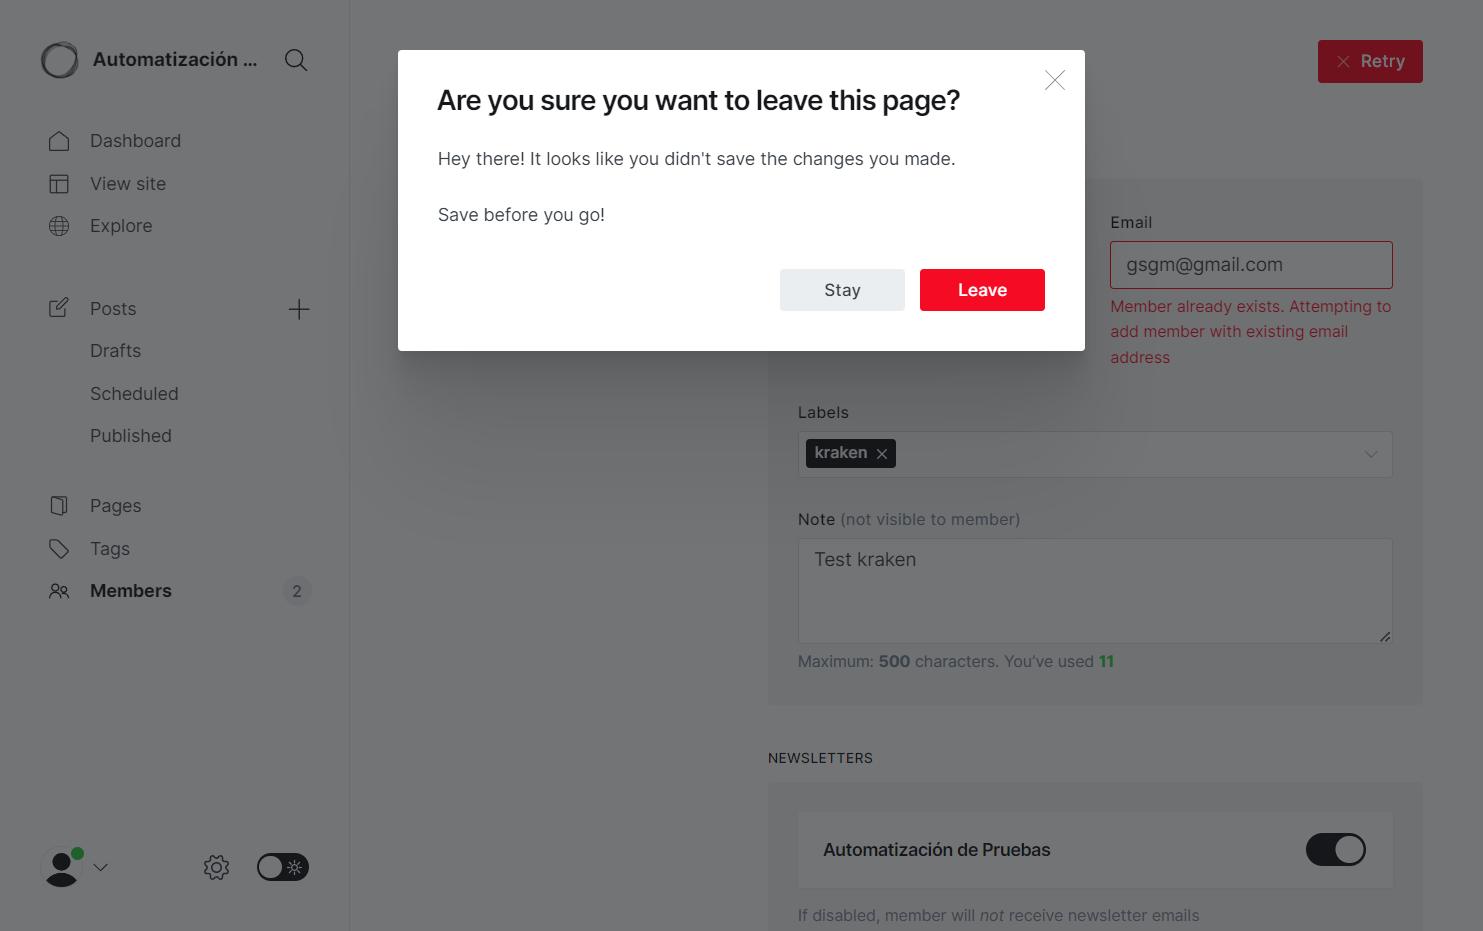 Automatización ...
Dashboard
View site
Explore
Posts
Drafts
Scheduled
Published
Pages
Tags
Members
2
Are you sure you want to leave this page?
Hey there! It looks like you didn't save the changes you made.
Save before you go!
Stay
Leave
Retry
Email
gsgm@gmail.com
Member already exists. Attempting to
add member with existing email
address
Labels
kraken
Note (not visible to member)
Test kraken
Maximum: 500 characters. You've used 11
NEWSLETTERS
Automatización de Pruebas
If disabled, member will not receive newsletter emails